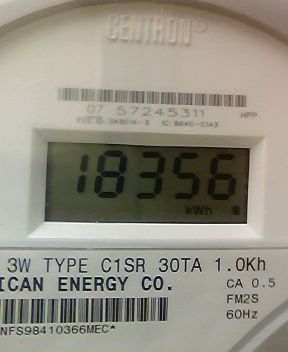 CENTRON®
07 57245311 HPP
18356
kWh
3W TYPE C1SR 30TA 1.0Kh
ICAN ENERGY CO. CA 0.5
FM2S
NFS98410366MEC* 60Hz